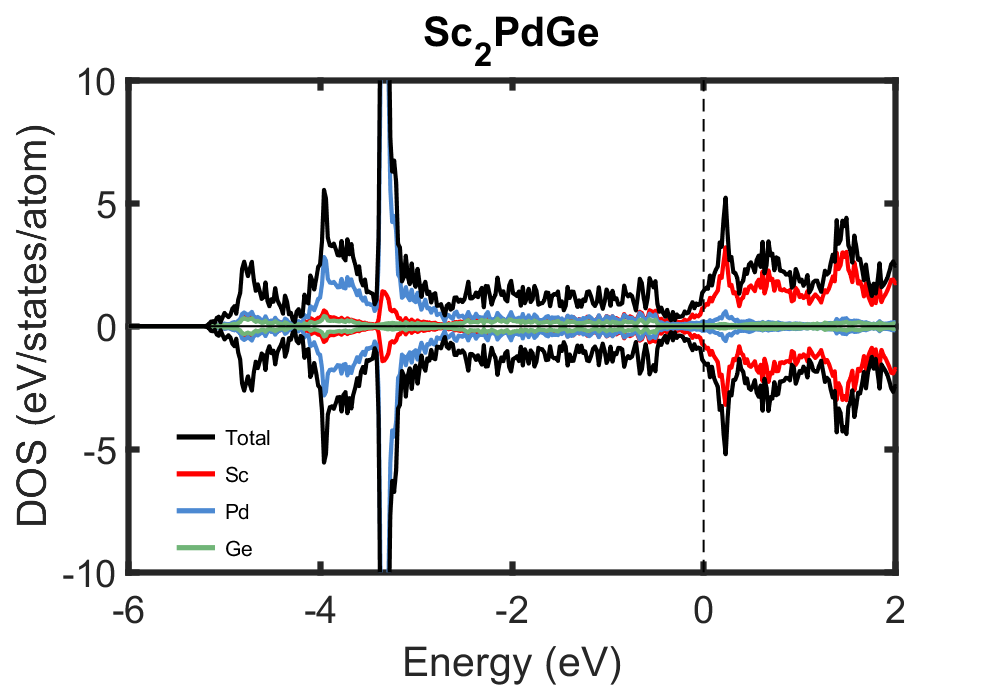 Sc2PdGe
10
5
0
-5
-10
DOS (eV/states/atom)
Total
Sc
Pd
Ge
-6 -4 -2 0 2
Energy (eV)